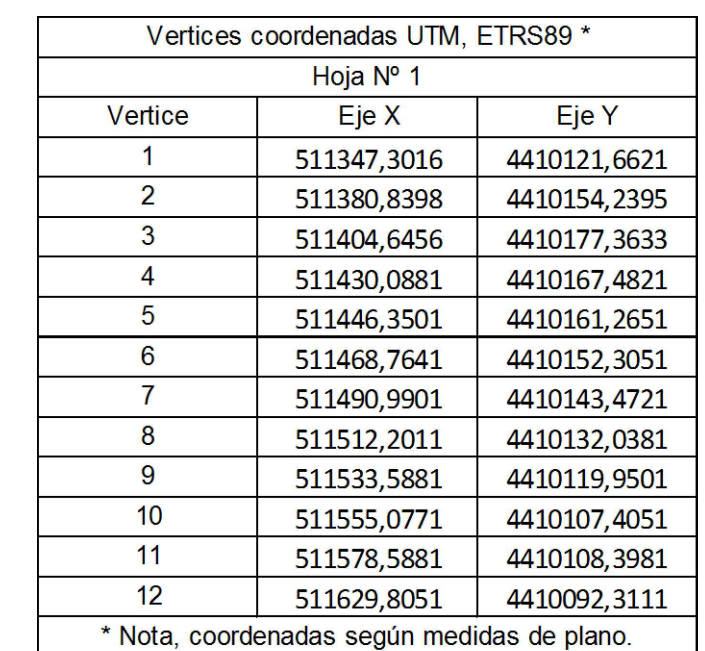 Vertices coordenadas UTM, ETRS89 *
Hoja Nº 1
Vertice Eje X Eje Y
1 511347,3016 4410121,6621
2 511380,8398 4410154,2395
3 511404,6456 4410177,3633
4 511430,0881 4410167,4821
5 511446,3501 4410161,2651
6 511468,7641 4410152,3051
7 511490,9901 4410143,4721
8 511512,2011 4410132,0381
9 511533,5881 4410119,9501
10 511555,0771 4410107,4051
11 511578,5881 4410108,3981
12 511629,8051 4410092,3111
* Nota, coordenadas según medidas de plano.